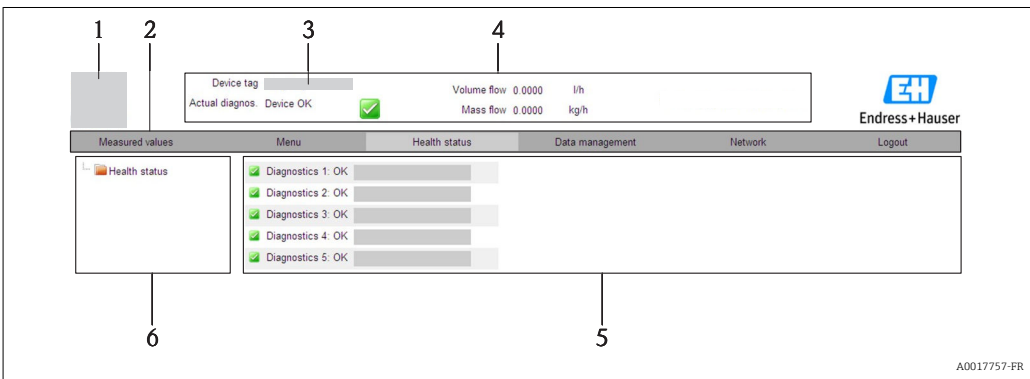 1 2 3 4
Device tag
Volume flow 0.0000 l/h
Actual diagnos. Device OK
Mass flow 0.0000 kg/h
EH
Endress+Hauser
Measured values Menu Health status Data management Network Logout
Health status
Diagnostics 1: OK
Diagnostics 2: OK
Diagnostics 3: OK
Diagnostics 4: OK
Diagnostics 5: OK
6 5
A0017757-FR